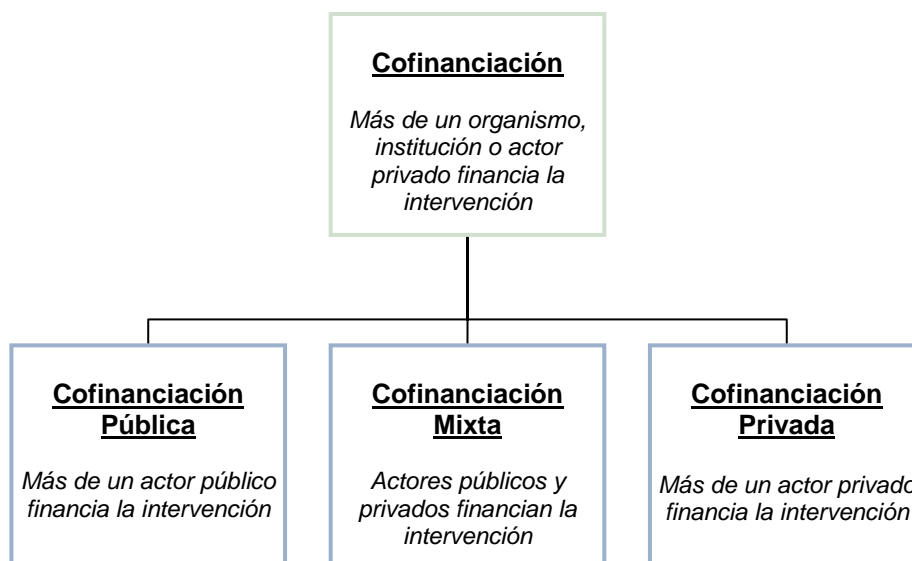 Cofinanciación
Más de un organismo,
institución o actor
privado financia la
intervención
Cofinanciación
Pública
Más de un actor público
financia la intervención
Cofinanciación
Mixta
Actores públicos y
privados financian la
intervención
Cofinanciación
Privada
Más de un actor privado
financia la intervención